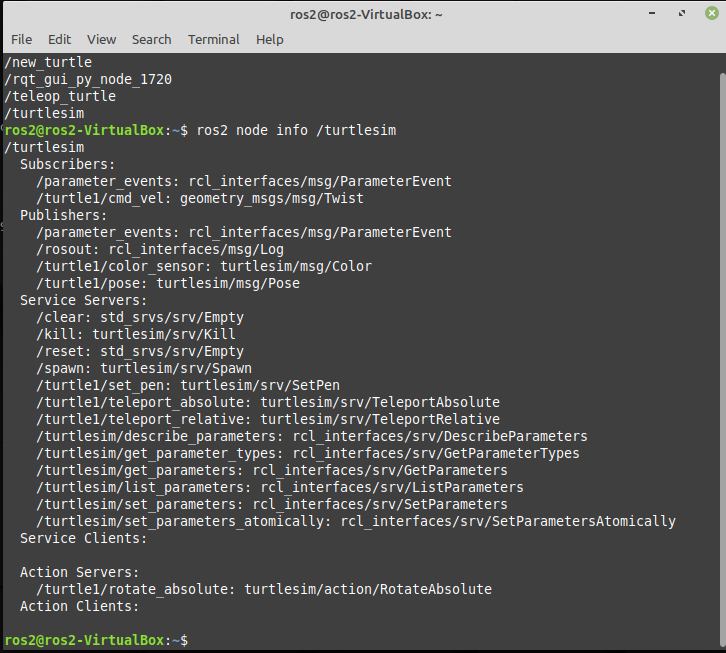 ros2@ros2-VirtualBox: ~
File Edit View Search Terminal Help
/new_turtle
/rqt_gui_py_node_1720
/teleop_turtle
/turtlesim
ros2@ros2-VirtualBox:~$ ros2 node info /turtlesim
/turtlesim
  Subscribers:
    /parameter_events: rcl_interfaces/msg/ParameterEvent
    /turtle1/cmd_vel: geometry_msgs/msg/Twist
  Publishers:
    /parameter_events: rcl_interfaces/msg/ParameterEvent
    /rosout: rcl_interfaces/msg/Log
    /turtle1/color_sensor: turtlesim/msg/Color
    /turtle1/pose: turtlesim/msg/Pose
  Service Servers:
    /clear: std_srvs/srv/Empty
    /kill: turtlesim/srv/Kill
    /reset: std_srvs/srv/Empty
    /spawn: turtlesim/srv/Spawn
    /turtle1/set_pen: turtlesim/srv/SetPen
    /turtle1/teleport_absolute: turtlesim/srv/TeleportAbsolute
    /turtle1/teleport_relative: turtlesim/srv/TeleportRelative
    /turtlesim/describe_parameters: rcl_interfaces/srv/DescribeParameters
    /turtlesim/get_parameter_types: rcl_interfaces/srv/GetParameterTypes
    /turtlesim/get_parameters: rcl_interfaces/srv/GetParameters
    /turtlesim/list_parameters: rcl_interfaces/srv/ListParameters
    /turtlesim/set_parameters: rcl_interfaces/srv/SetParameters
    /turtlesim/set_parameters_atomically: rcl_interfaces/srv/SetParametersAtomically
  Service Clients:
  Action Servers:
    /turtle1/rotate_absolute: turtlesim/action/RotateAbsolute
  Action Clients:
ros2@ros2-VirtualBox:~$